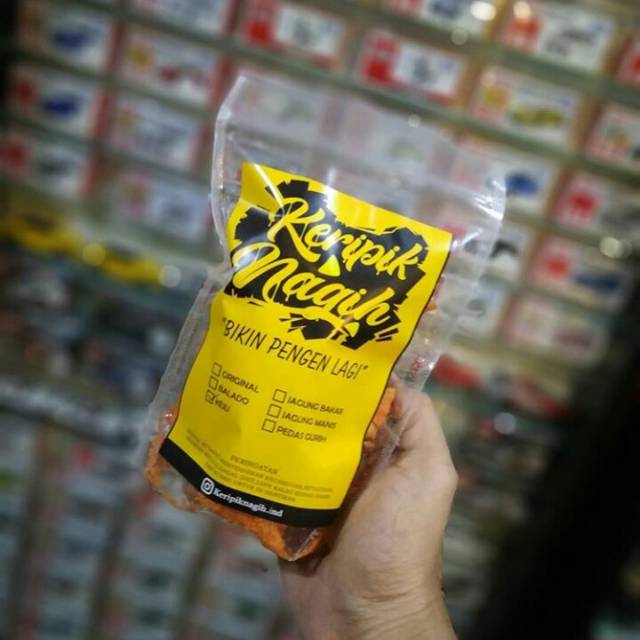 Keripik
Nagih
"BIKIN PENGEN LAGI"
ORIGINAL
BALADO
KEJU
JAGUNG BAKAR
JAGUNG MANIS
PEDAS GURIH
PERINGATAN
Keripiknagih.ind